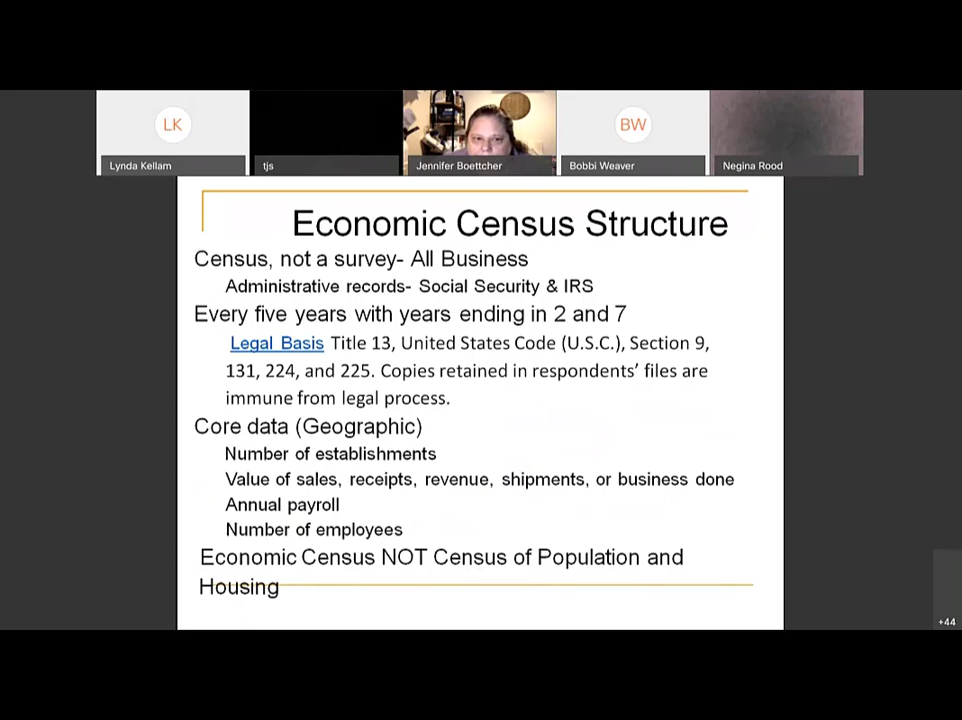 LK
BW
Lynda Kellam
tjs
Jennifer Boettcher
Bobbi Weaver
Negina Rood
Economic Census Structure
Census, not a survey- All Business
Administrative records- Social Security & IRS
Every five years with years ending in 2 and 7
Legal Basis Title 13, United States Code (U.S.C.), Section 9,
131, 224, and 225. Copies retained in respondents’ files are
immune from legal process.
Core data (Geographic)
Number of establishments
Value of sales, receipts, revenue, shipments, or business done
Annual payroll
Number of employees
Economic Census NOT Census of Population and
Housing
+44